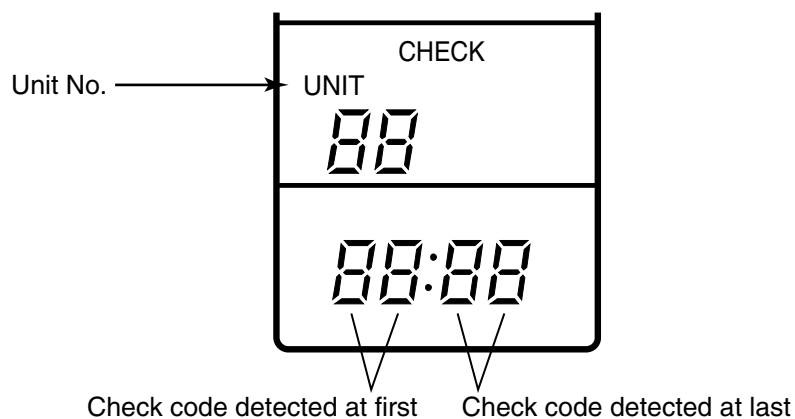 CHECK
Unit No.
UNIT
88
88:88
Check code detected at first
Check code detected at last